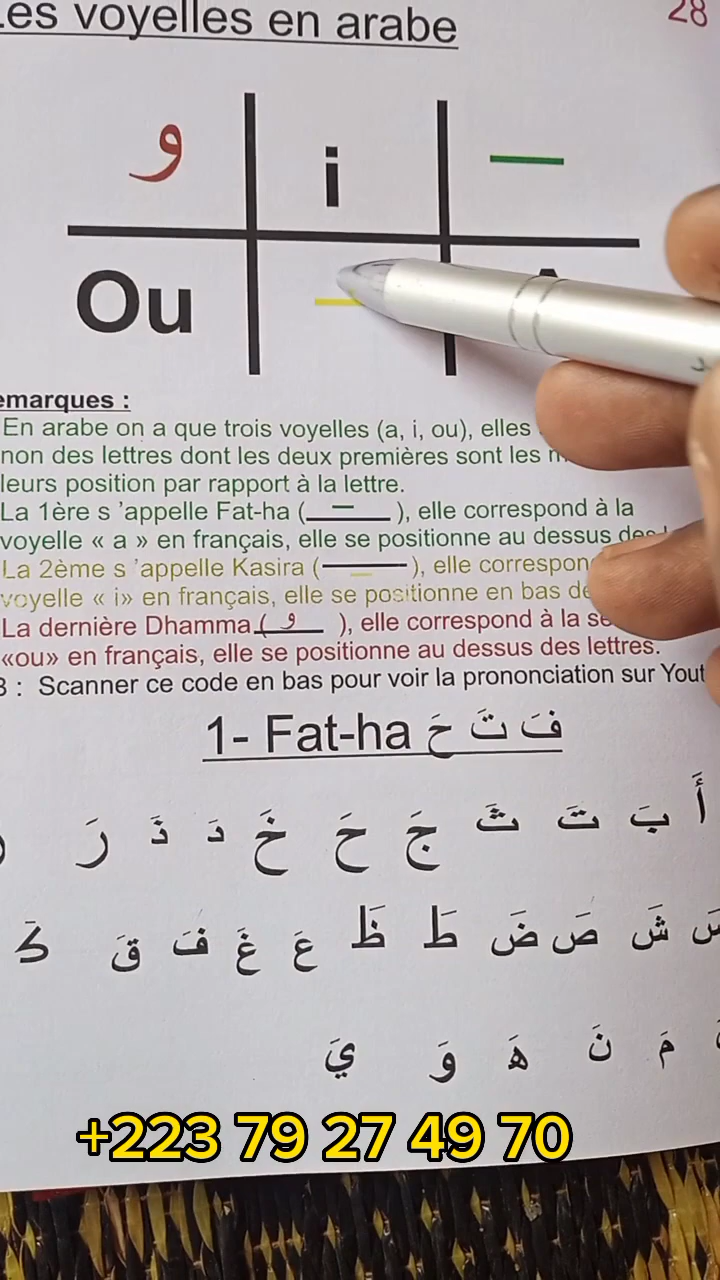 Les voyelles en arabe
28
و i –
Ou –
emarques :
En arabe on a que trois voyelles (a, i, ou), elles
non des lettres dont les deux premières sont les
leurs position par rapport à la lettre.
La 1ère s 'appelle Fat-ha ( ), elle correspond à la
voyelle « a » en français, elle se positionne au dessus des
La 2ème s 'appelle Kasira ( ), elle correspon
voyelle « i» en français, elle se positionne en bas
La dernière Dhamma ( و ), elle correspond à la
«ou» en français, elle se positionne au dessus des lettres.
: Scanner ce code en bas pour voir la prononciation sur Yout
1- Fat-ha فَ تَ حَ
أَ بَ تَ ثَ جَ حَ خَ دَ ذَ رَ
سَ شَ صَ ضَ طَ ظَ عَ غَ فَ قَ كَ
مَ نَ هَ وَ يَ
+223 79 27 49 70